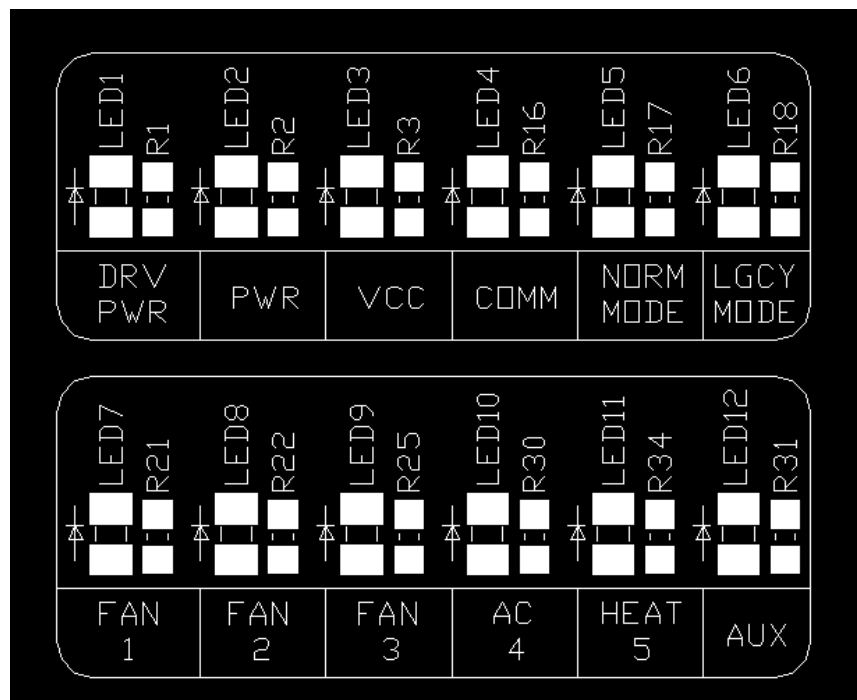 LED1 R1 LED2 R2 LED3 R3 LED4 R16 LED5 R17 LED6 R18
DRV PWR
PWR
VCC
COMM
NORM MODE
LGCY MODE
LED7 R21 LED8 R22 LED9 R25 LED10 R30 LED11 R34 LED12 R31
FAN 1
FAN 2
FAN 3
AC 4
HEAT 5
AUX